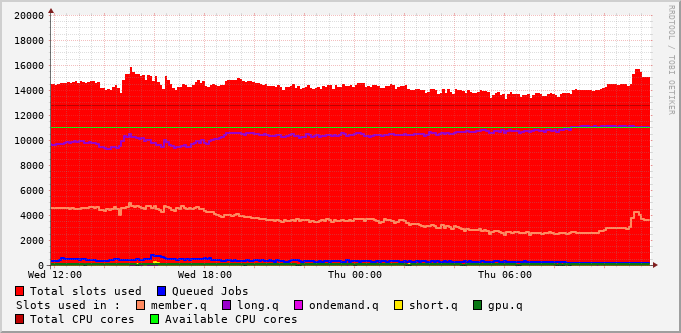 20000
18000
16000
14000
12000
10000
8000
6000
4000
2000
0
Wed 12:00 Wed 18:00 Thu 00:00 Thu 06:00
Total slots used Queued Jobs
Slots used in : member.q long.q ondemand.q short.q gpu.q
Total CPU cores Available CPU cores
RRDTOOL / TOBI OETIKER